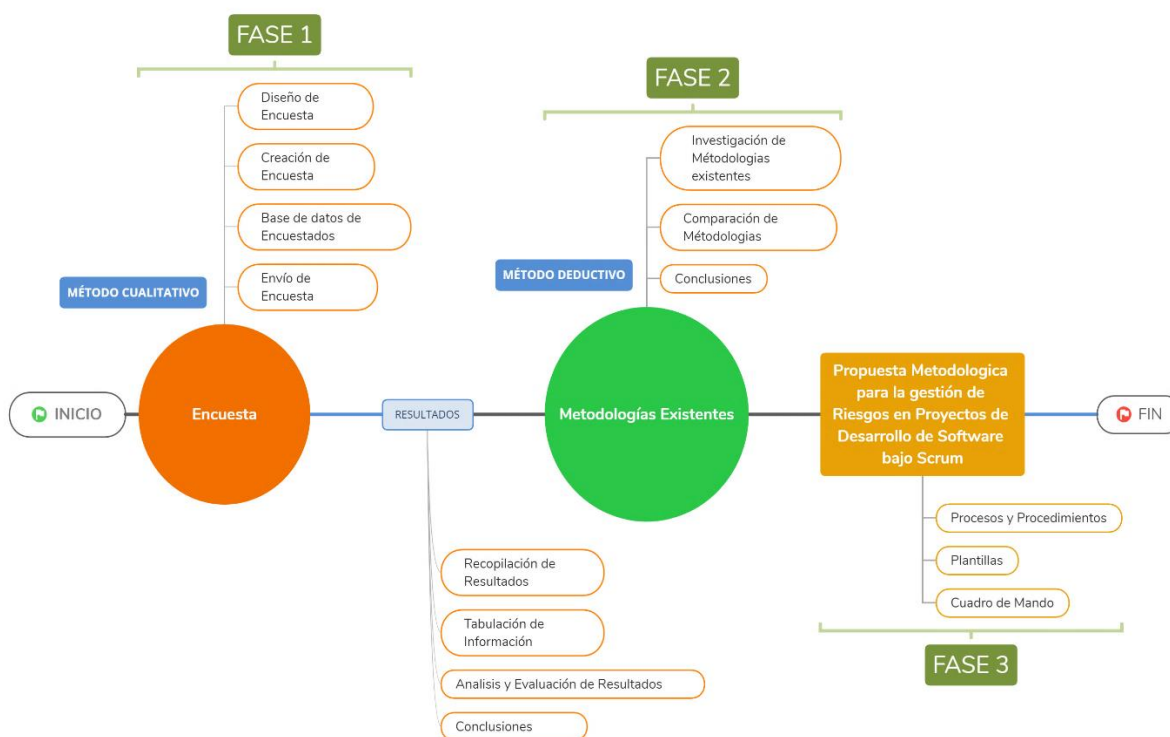 FASE 1
Diseño de
Encuesta
Creación de
Encuesta
Base de datos de
Encuestados
Envío de
Encuesta
MÉTODO CUALITATIVO
FASE 2
Investigación de
Métodologias
existentes
Comparación de
Métodologias
Conclusiones
MÉTODO DEDUCTIVO
INICIO
Encuesta
RESULTADOS
Metodologías Existentes
Propuesta Metodologica
para la gestión de
Riesgos en Proyectos de
Desarrollo de Software
bajo Scrum
FIN
Recopilación de
Resultados
Tabulación de
Información
Analisis y Evaluación de Resultados
Conclusiones
Procesos y Procedimientos
Plantillas
Cuadro de Mando
FASE 3